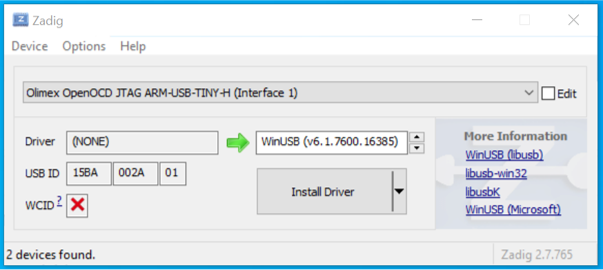 Zadig
Device Options Help
Olimex OpenOCD JTAG ARM-USB-TINY-H (Interface 1) Edit
Driver (NONE) WinUSB (v6.1.7600.16385)
USB ID 15BA 002A 01
WCID ?
Install Driver
More Information
WinUSB (libusb)
libusb-win32
libusbK
WinUSB (Microsoft)
2 devices found. Zadig 2.7.765